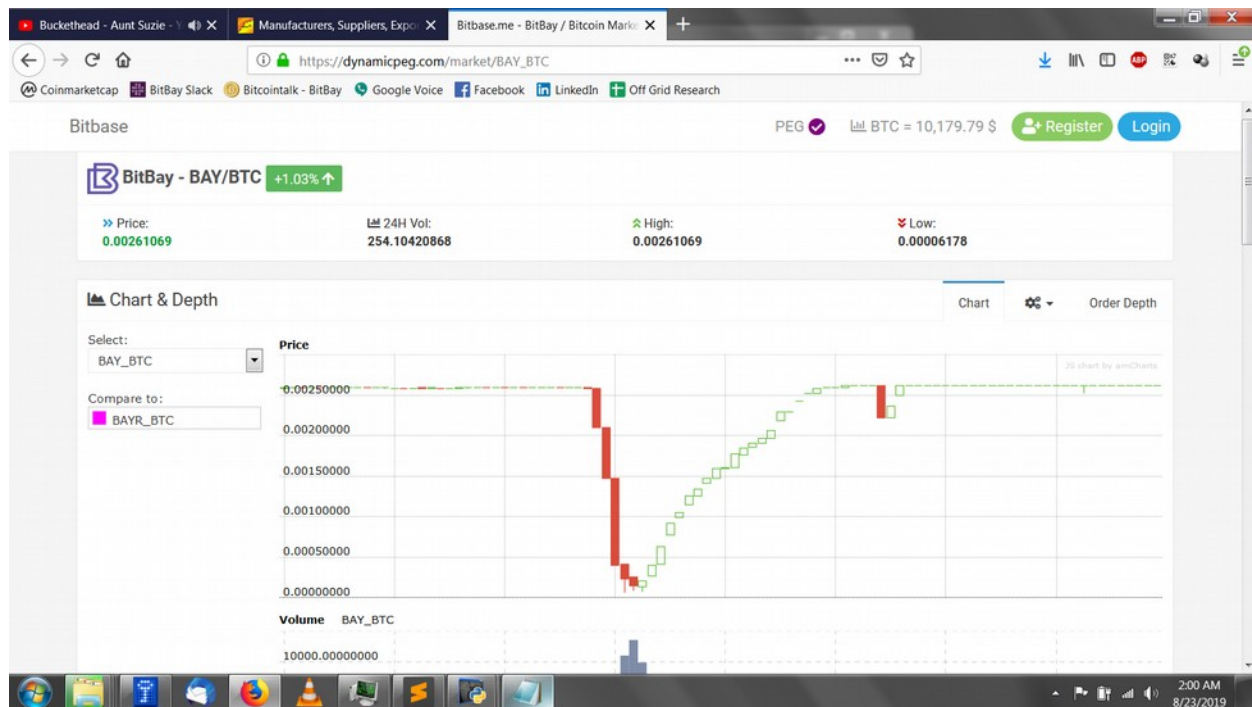 Buckethead - Aunt Suzie - Y
Manufacturers, Suppliers, Expo
Bitbase.me - BitBay / Bitcoin Marke
https://dynamicpeg.com/market/BAY_BTC
Coinmarketcap BitBay Slack Bitcointalk - BitBay Google Voice Facebook LinkedIn Off Grid Research
ABP
Bitbase
PEG
BTC = 10,179.79 $
Register
Login
BitBay - BAY/BTC +1.03%
Price:
0.00261069
24H Vol:
254.10420868
High:
0.00261069
Low:
0.00006178
Chart & Depth
Chart
Order Depth
Select:
BAY_BTC
Compare to:
BAYR_BTC
Price
JS chart by amCharts
0.00250000
0.00200000
0.00150000
0.00100000
0.00050000
0.00000000
Volume BAY_BTC
10000.00000000
2:00 AM
8/23/2019